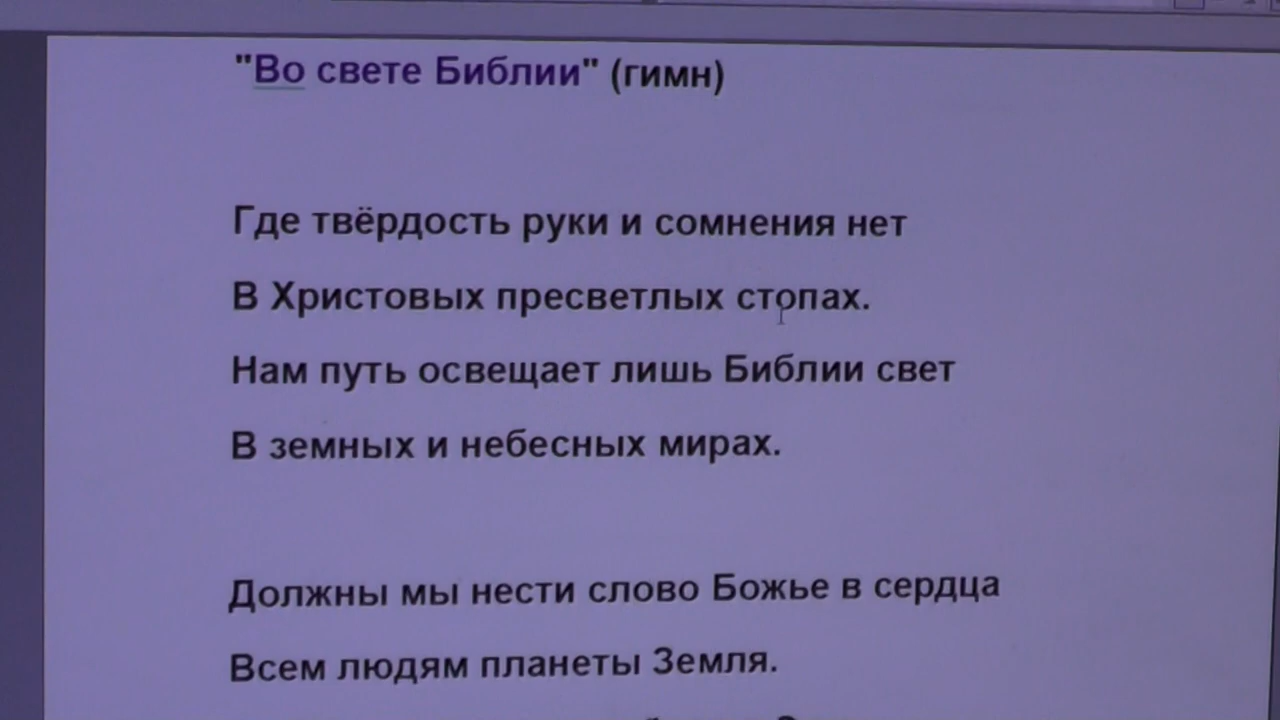 "Во свете Библии" (гимн)
Где твёрдость руки и сомнения нет
В Христовых пресветлых стопах.
Нам путь освещает лишь Библии свет
В земных и небесных мирах.
Должны мы нести слово Божье в сердца
Всем людям планеты Земля.